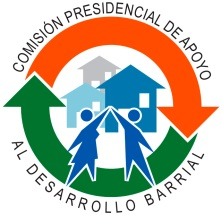 COMISIÓN PRESIDENCIAL DE APOYO
AL DESARROLLO BARRIAL